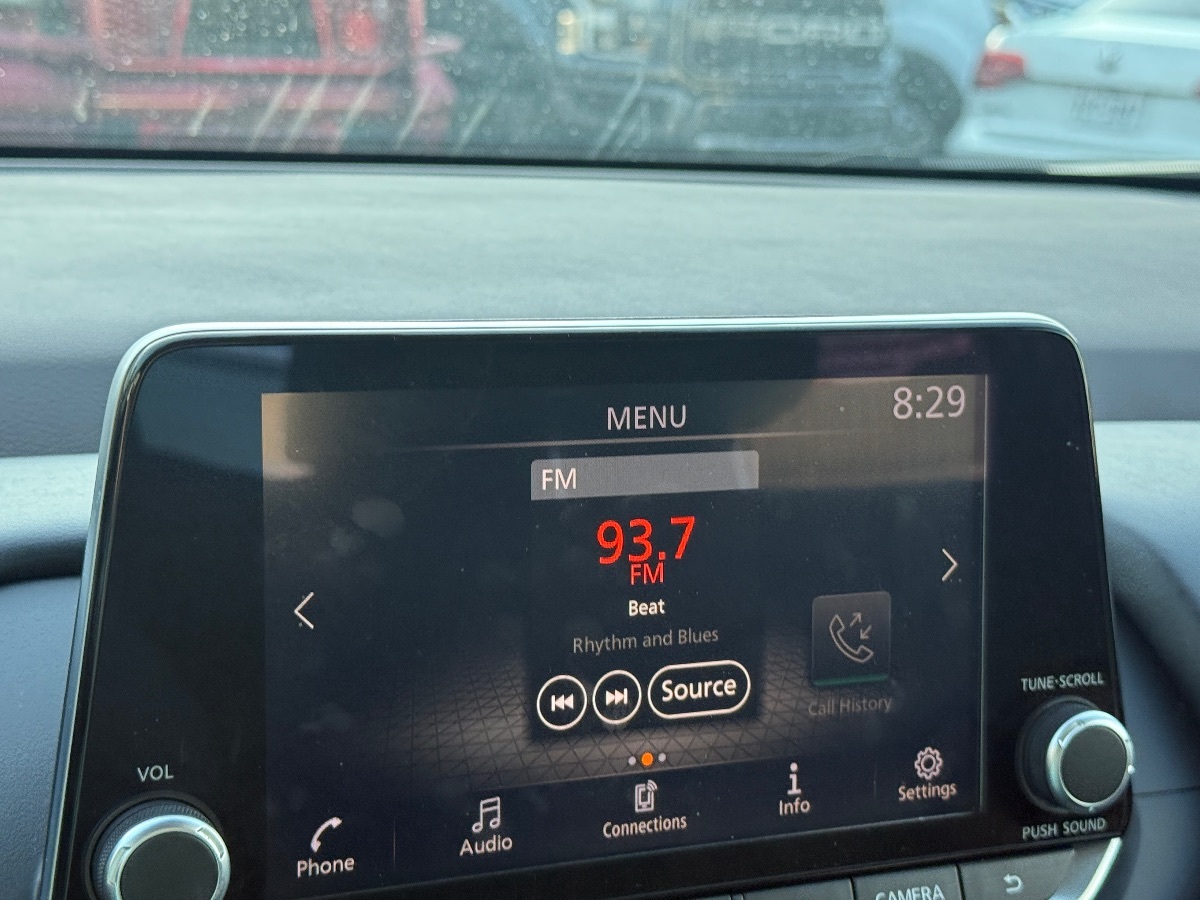 MENU
8:29
FM
93.7
FM
Beat
Rhythm and Blues
Source
Call History
TUNE·SCROLL
VOL
Phone
Audio
Connections
Info
Settings
PUSH SOUND
CAMERA